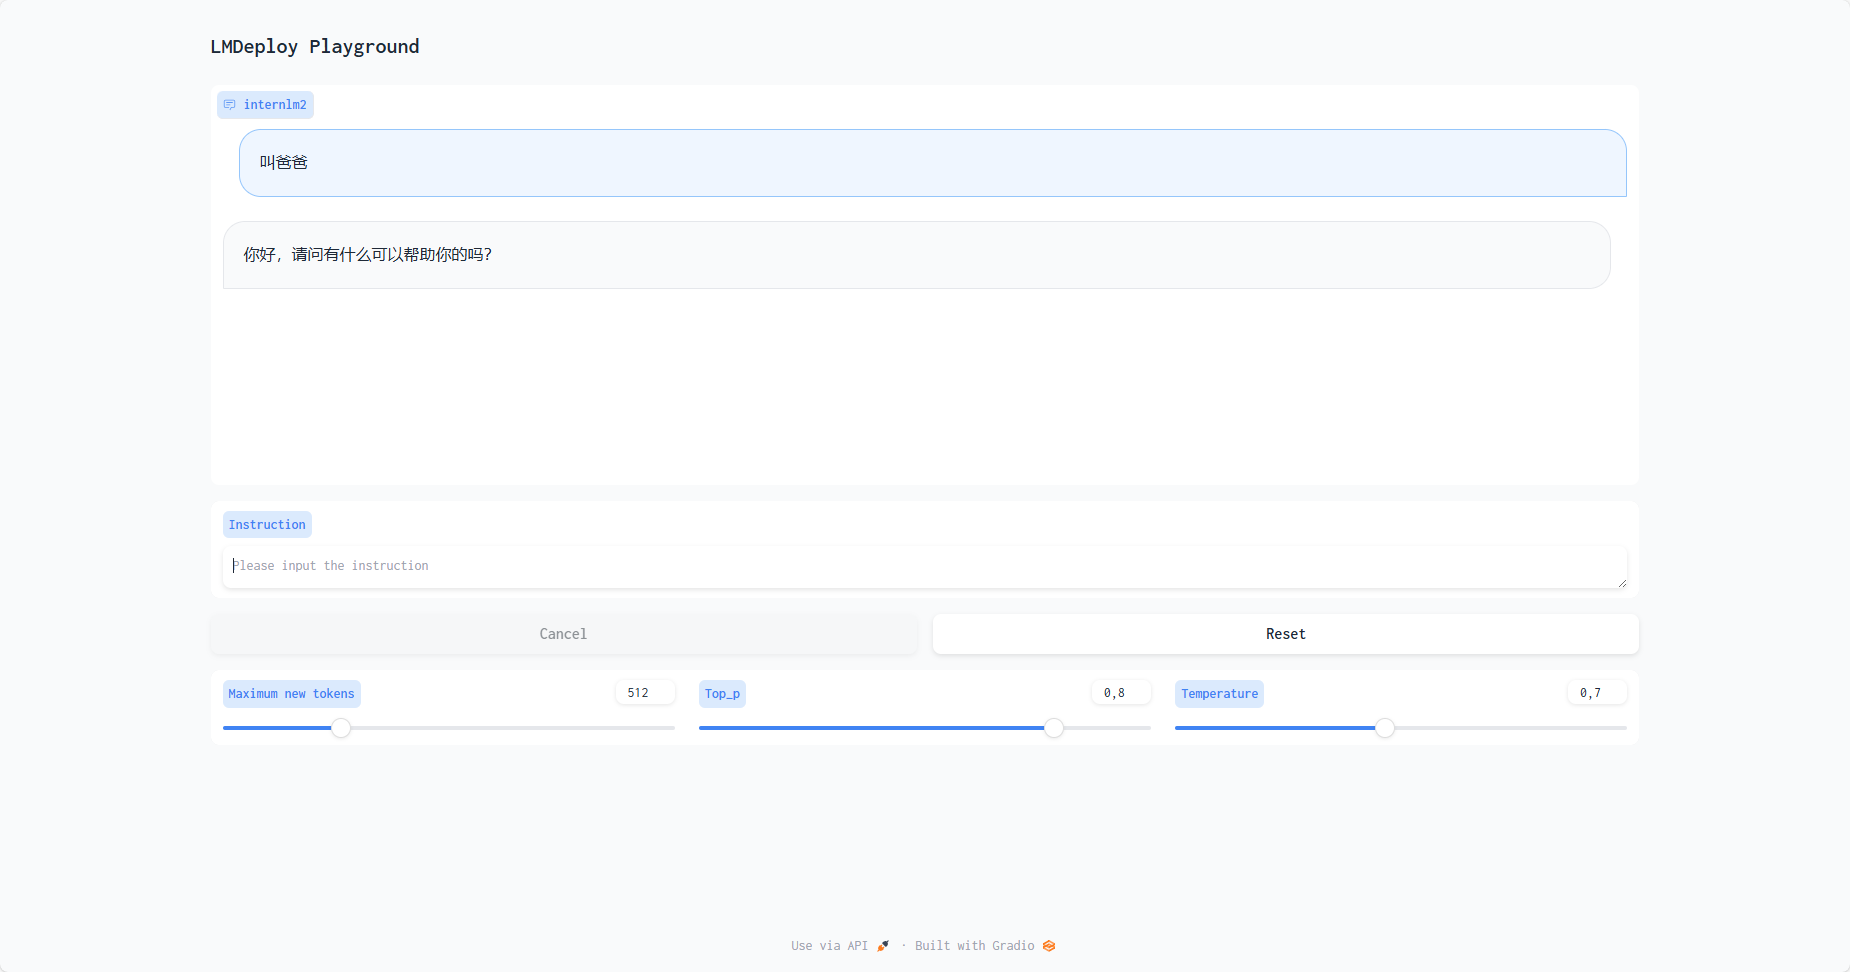 LMDeploy Playground
internlm2
叫爸爸
你好，请问有什么可以帮助你的吗？
Instruction
Please input the instruction
Cancel
Reset
Maximum new tokens
512
Top_p
0,8
Temperature
0,7
Use via API · Built with Gradio